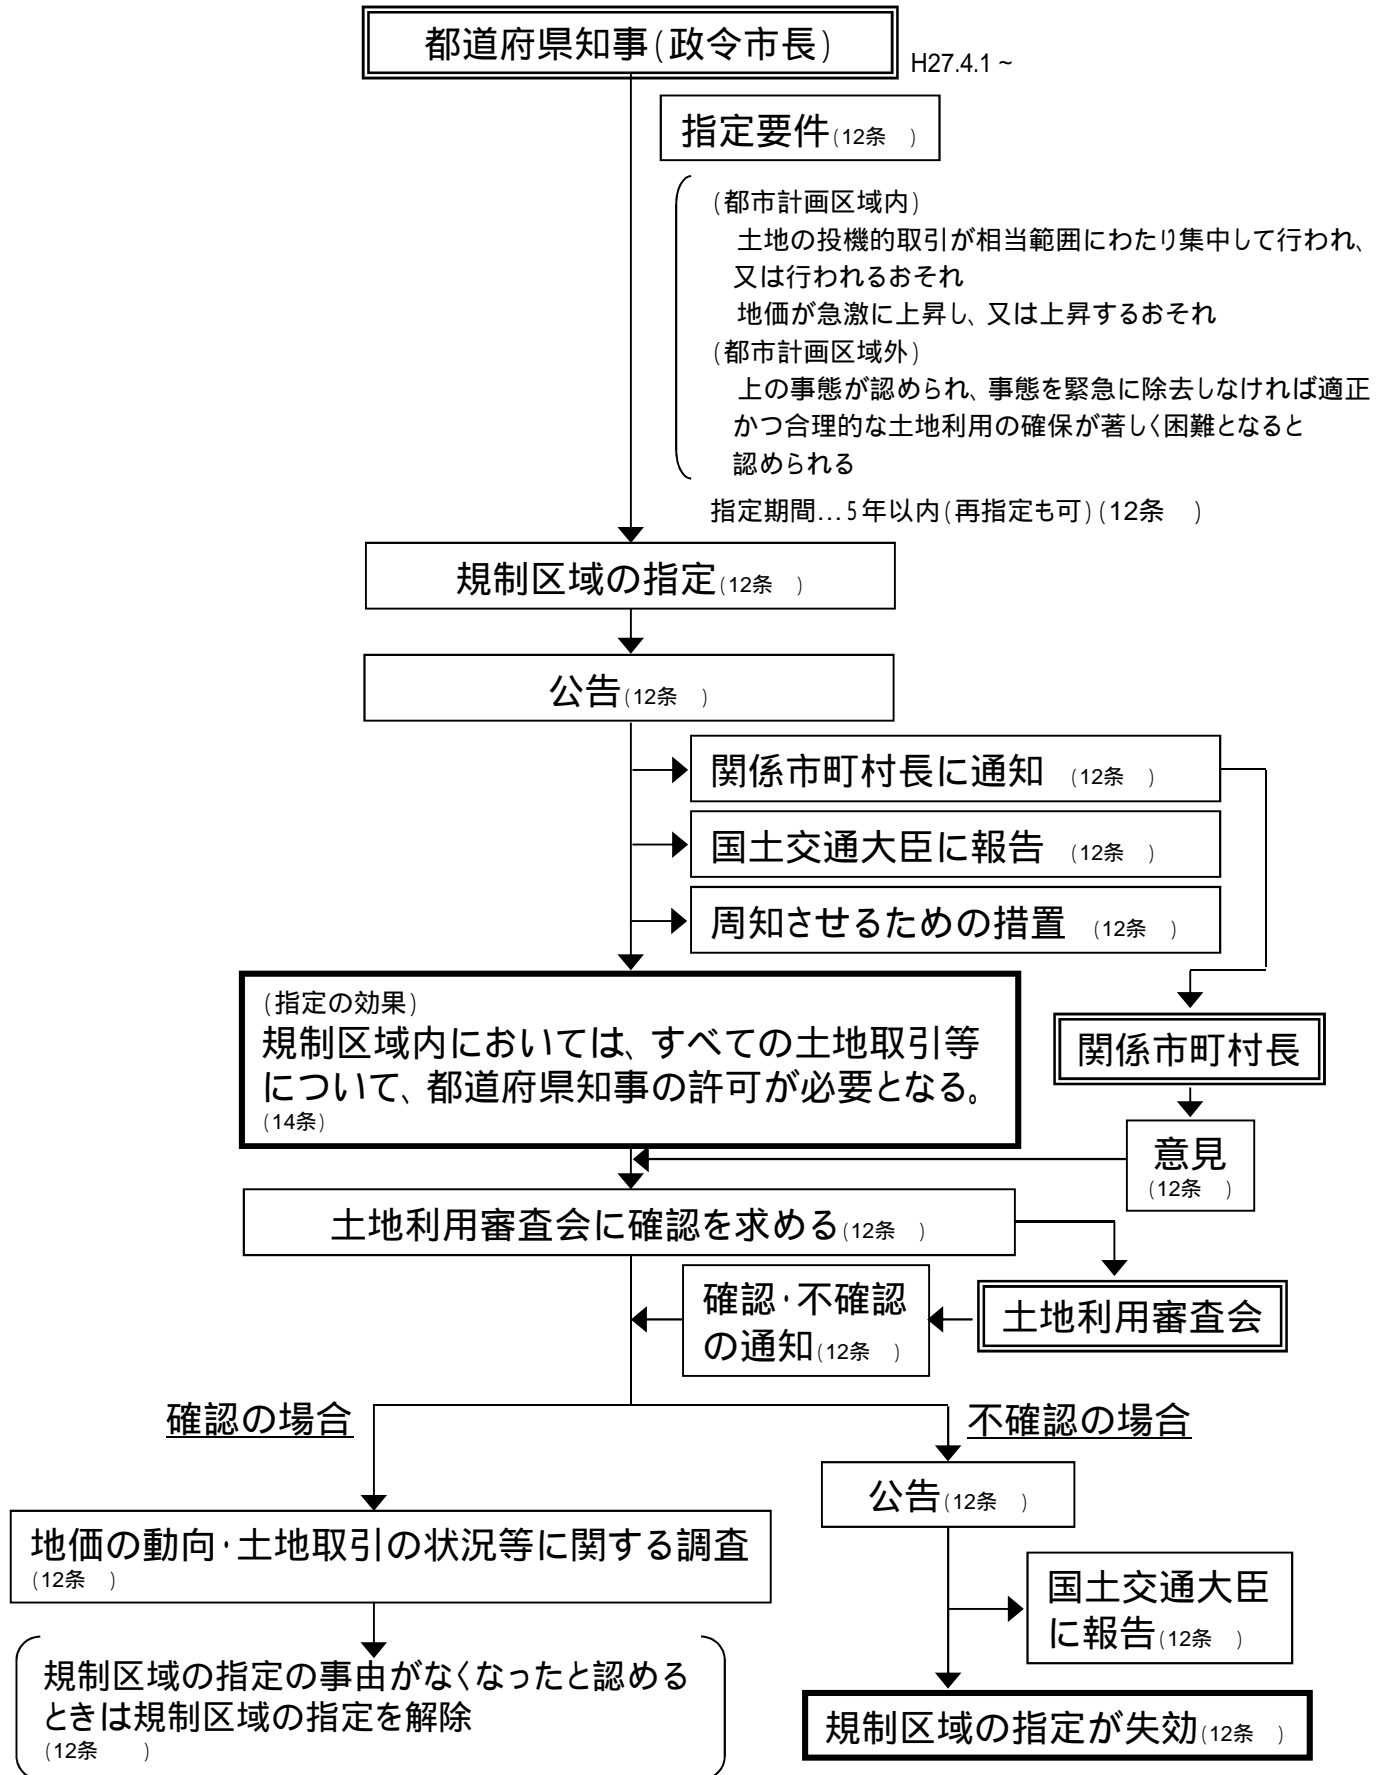 都道府県知事(政令市長)
H27.4.1 ~
指定要件(12条 )
(都市計画区域内)
土地の投機的取引が相当範囲にわたり集中して行われ、
又は行われるおそれ
地価が急激に上昇し、又は上昇するおそれ
(都市計画区域外)
上の事態が認められ、事態を緊急に除去しなければ適正
かつ合理的な土地利用の確保が著しく困難となると
認められる
指定期間…5年以内(再指定も可)(12条 )
規制区域の指定(12条 )
公告(12条 )
関係市町村長に通知 (12条 )
国土交通大臣に報告 (12条 )
周知させるための措置 (12条 )
(指定の効果)
規制区域内においては、すべての土地取引等
について、都道府県知事の許可が必要となる。
(14条)
関係市町村長
意見
(12条 )
土地利用審査会に確認を求める(12条 )
確認・不確認
の通知(12条 )
土地利用審査会
確認の場合
不確認の場合
公告(12条 )
地価の動向・土地取引の状況等に関する調査
(12条 )
国土交通大臣
に報告(12条 )
規制区域の指定の事由がなくなったと認める
ときは規制区域の指定を解除
(12条 )
規制区域の指定が失効(12条 )